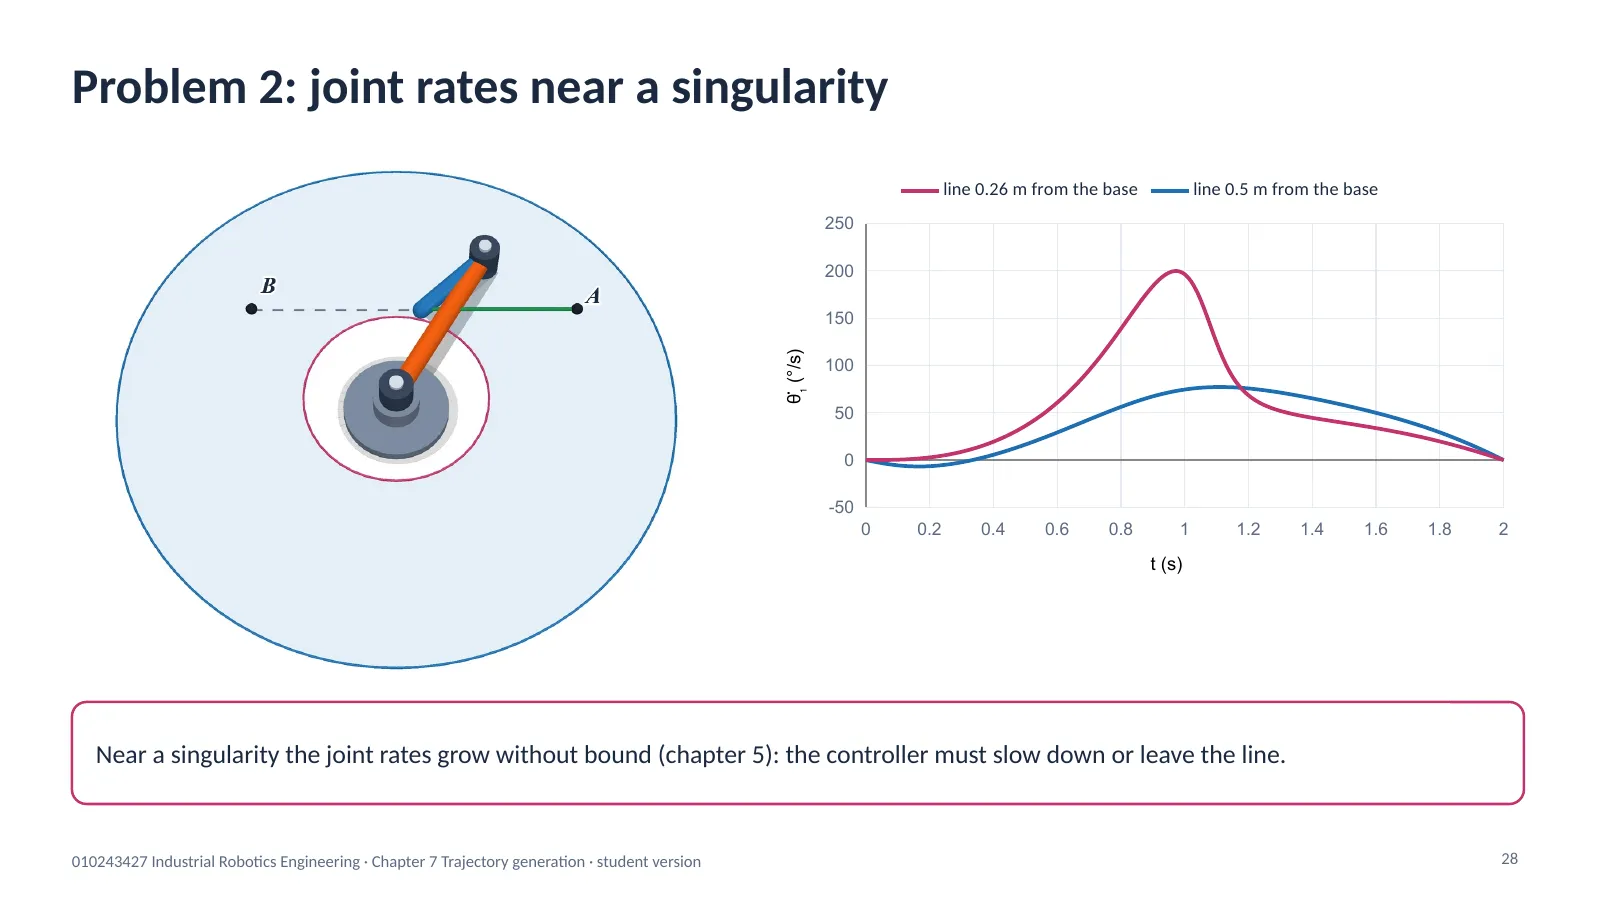 Problem 2: joint rates near a singularity
B
A
line 0.26 m from the base
line 0.5 m from the base
250
200
150
100
50
0
-50
θ̇₁ (°/s)
0 0.2 0.4 0.6 0.8 1 1.2 1.4 1.6 1.8 2
t (s)
Near a singularity the joint rates grow without bound (chapter 5): the controller must slow down or leave the line.
010243427 Industrial Robotics Engineering · Chapter 7 Trajectory generation · student version
28